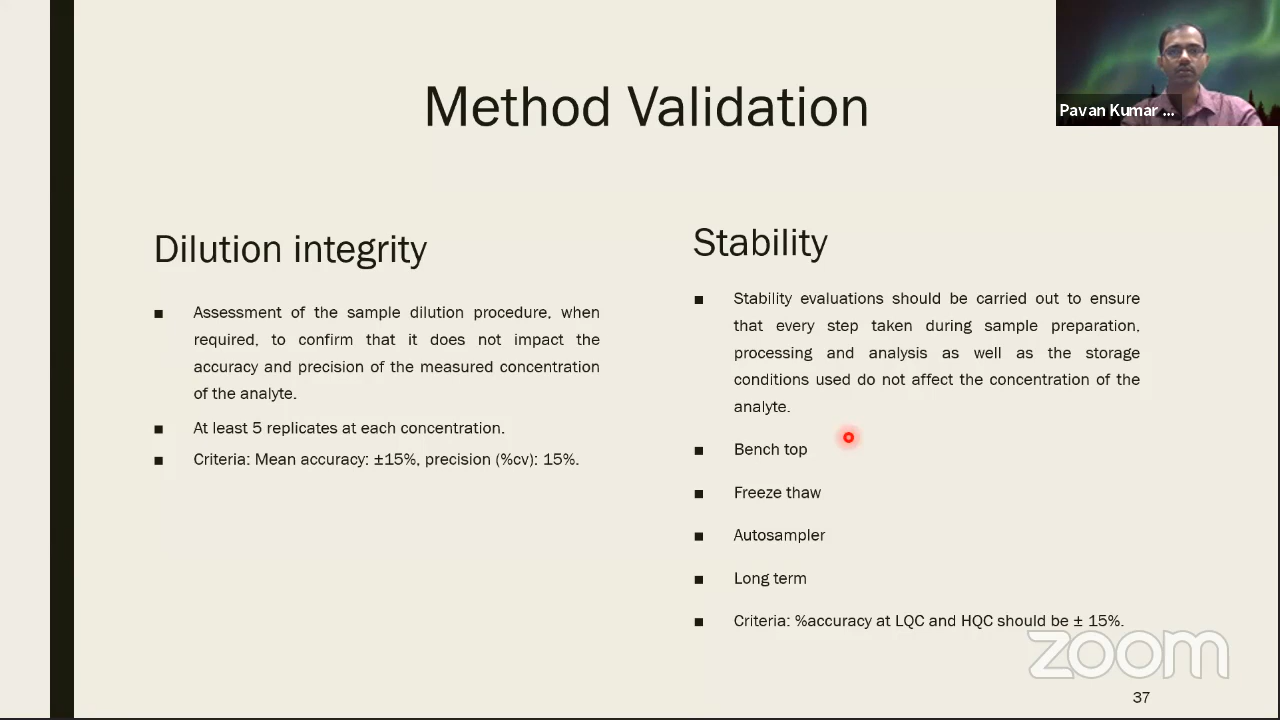 Method Validation
Pavan Kumar ...
Dilution integrity
■ Assessment of the sample dilution procedure, when
required, to confirm that it does not impact the
accuracy and precision of the measured concentration
of the analyte.
■ At least 5 replicates at each concentration.
■ Criteria: Mean accuracy: ±15%, precision (%cv): 15%.
Stability
■ Stability evaluations should be carried out to ensure
that every step taken during sample preparation,
processing and analysis as well as the storage
conditions used do not affect the concentration of the
analyte.
■ Bench top
■ Freeze thaw
■ Autosampler
■ Long term
■ Criteria: %accuracy at LQC and HQC should be ± 15%.
zoom
37